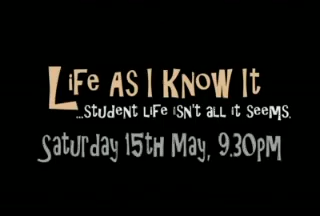 Life As I Know It
...Student life isn't all it seems.
Saturday 15th May, 9.30pm